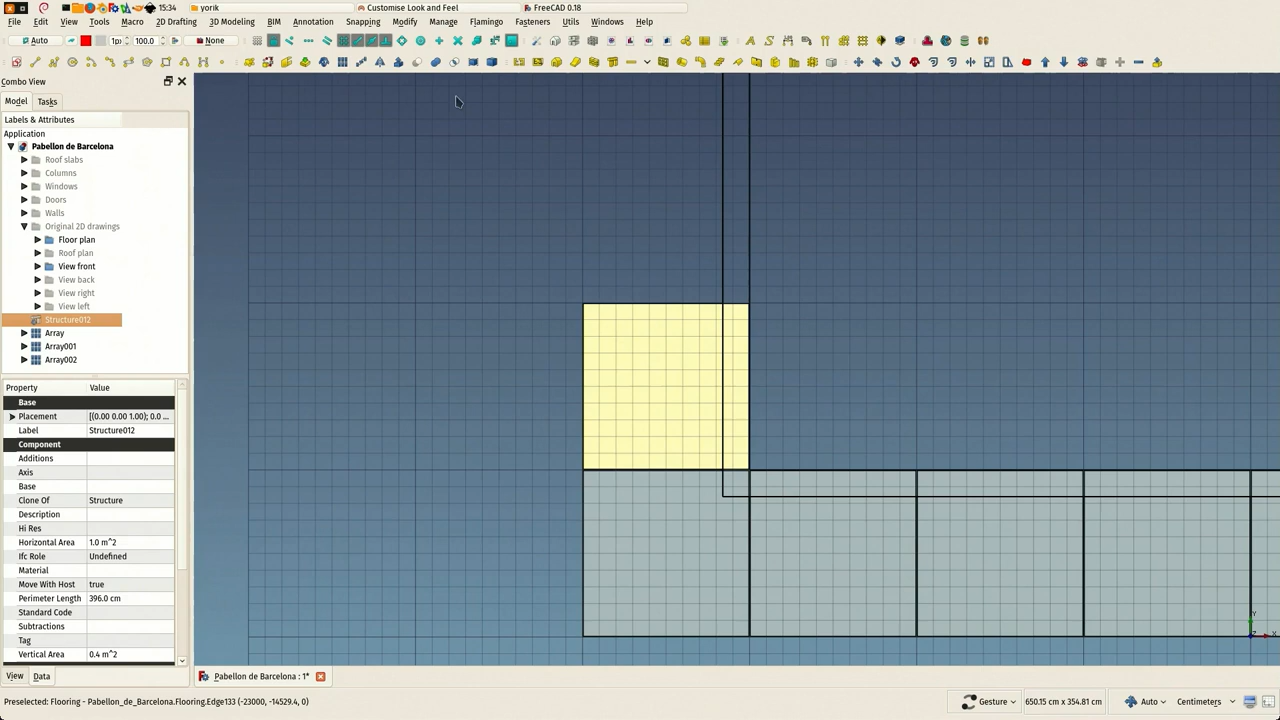 15:34 yorik Customise Look and Feel FreeCAD 0.18
File Edit View Tools Macro 2D Drafting 3D Modeling BIM Annotation Snapping Modify Manage Flamingo Fasteners Utils Windows Help
Auto 1px 100.0 None
Combo View
Model Tasks
Labels & Attributes
Application
Pabellon de Barcelona
Roof slabs
Columns
Windows
Doors
Walls
Original 2D drawings
Floor plan
Roof plan
View front
View back
View right
View left
Structure012
Array
Array001
Array002
Property Value
Base
Placement [(0.00 0.00 1.00); 0.0 ...
Label Structure012
Component
Additions
Axis
Base
Clone Of Structure
Description
Hi Res
Horizontal Area 1.0 m^2
Ifc Role Undefined
Material
Move With Host true
Perimeter Length 396.0 cm
Standard Code
Subtractions
Tag
Vertical Area 0.4 m^2
View Data
Pabellon de Barcelona : 1*
Y
Z X
Preselected: Flooring - Pabellon_de_Barcelona.Flooring.Edge133 (-23000, -14529.4, 0) Gesture 650.15 cm x 354.81 cm Auto Centimeters